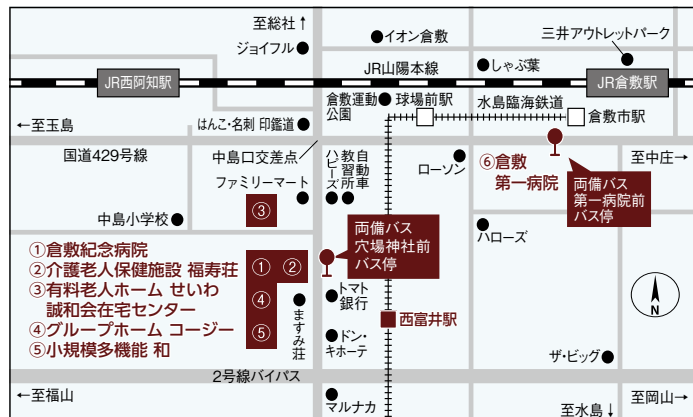 至総社↑
ジョイフル
イオン倉敷
三井アウトレットパーク
JR西阿知駅
JR山陽本線
しゃぶ葉
JR倉敷駅
倉敷運動
公園
球場前駅
水島臨海鉄道
倉敷市駅
←至玉島
はんこ・名刺 印鑑道
国道429号線
中島口交差点
ハピーズ
自動車
教習所
ローソン
⑥倉敷
第一病院
至中庄→
両備バス
第一病院前
バス停
ファミリーマート
③
中島小学校
両備バス
穴場神社前
バス停
ハローズ
①倉敷紀念病院
②介護老人保健施設 福寿荘
③有料老人ホーム せいわ
誠和会在宅センター
④グループホーム コージー
⑤小規模多機能 和
①
②
④
⑤
ますみ荘
トマト
銀行
西富井駅
ドン・
キホーテ
N
ザ・ビッグ
2号線バイパス
←至福山
マルナカ
至水島↓
至岡山→